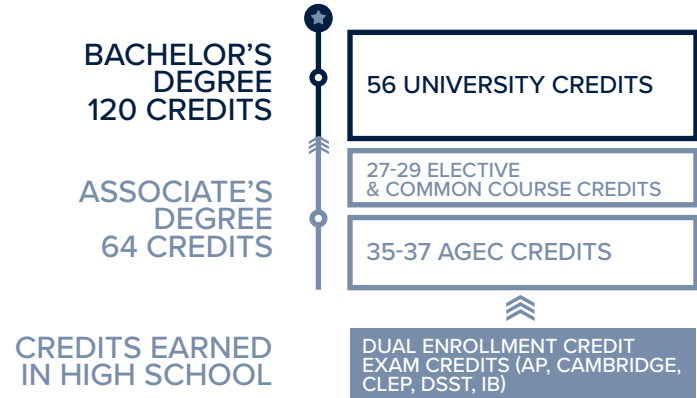 BACHELOR'S
DEGREE
120 CREDITS
56 UNIVERSITY CREDITS
27-29 ELECTIVE
& COMMON COURSE CREDITS
ASSOCIATE'S
DEGREE
64 CREDITS
35-37 AGEC CREDITS
CREDITS EARNED
IN HIGH SCHOOL
DUAL ENROLLMENT CREDIT
EXAM CREDITS (AP, CAMBRIDGE,
CLEP, DSST, IB)